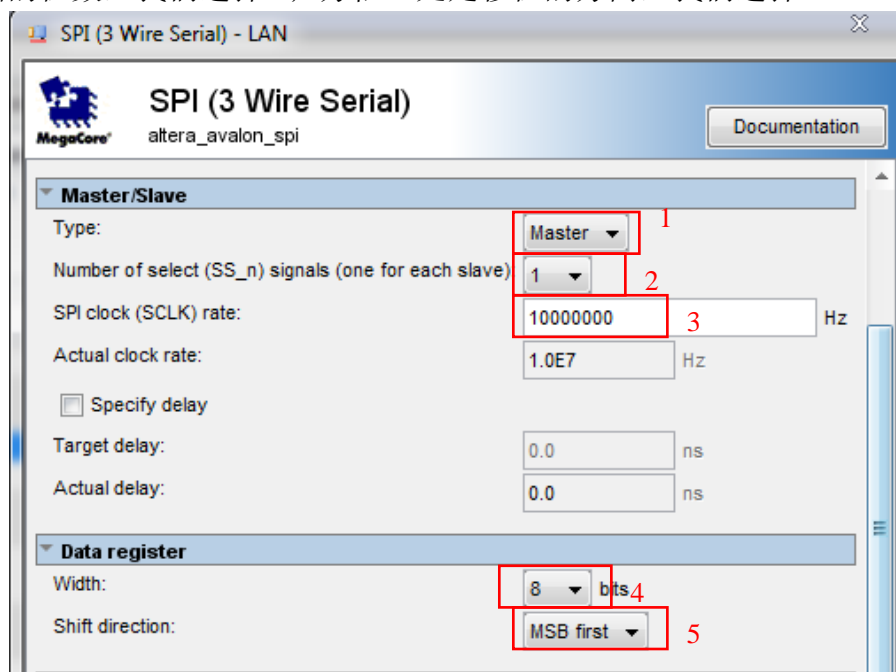 SPI (3 Wire Serial) - LAN
SPI (3 Wire Serial)
MegaCore®
altera_avalon_spi
Documentation
Master/Slave
Type: Master 1
Number of select (SS_n) signals (one for each slave) 1 2
SPI clock (SCLK) rate: 10000000 3 Hz
Actual clock rate: 1.0E7 Hz
Specify delay
Target delay: 0.0 ns
Actual delay: 0.0 ns
Data register
Width: 8 bits 4
Shift direction: MSB first 5